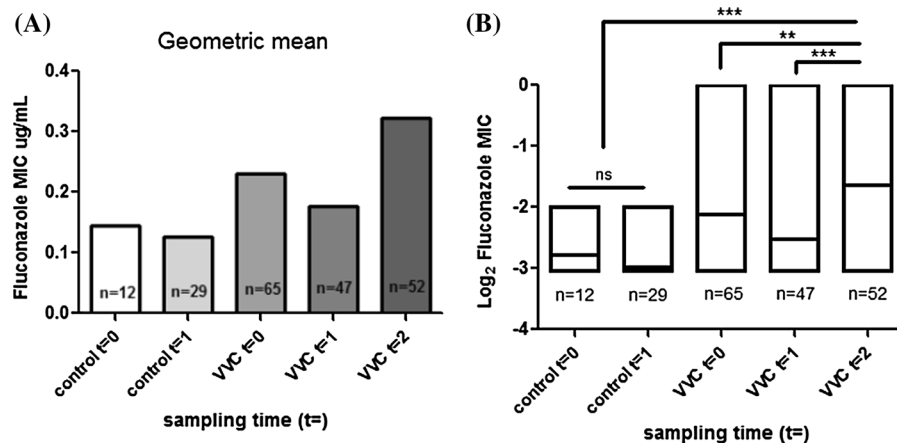 (A)
Geometric mean
Fluconazole MIC ug/mL
0.4
0.3
0.2
0.1
0.0
n=12
n=29
n=65
n=47
n=52
control t=0
control t=1
VVC t=0
VVC t=1
VVC t=2
sampling time (t=)
(B)
***
**
***
ns
Log2 Fluconazole MIC
0
-1
-2
-3
-4
n=12
n=29
n=65
n=47
n=52
control t=0
control t=1
VVC t=0
VVC t=1
VVC t=2
sampling time (t=)